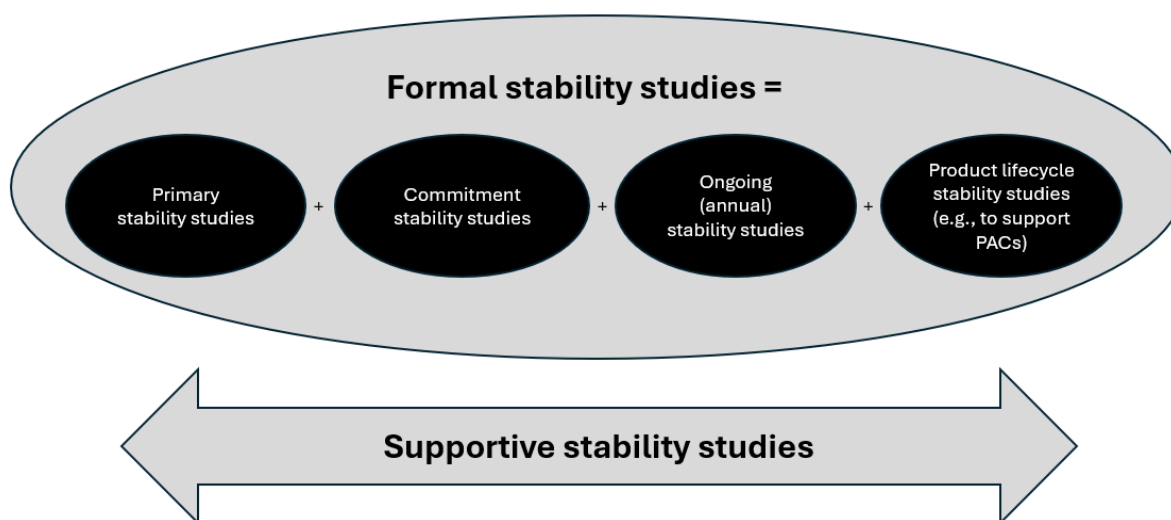 Formal stability studies =
Primary
stability studies
+
Commitment
stability studies
+
Ongoing
(annual)
stability studies
+
Product lifecycle
stability studies
(e.g., to support
PACs)
Supportive stability studies